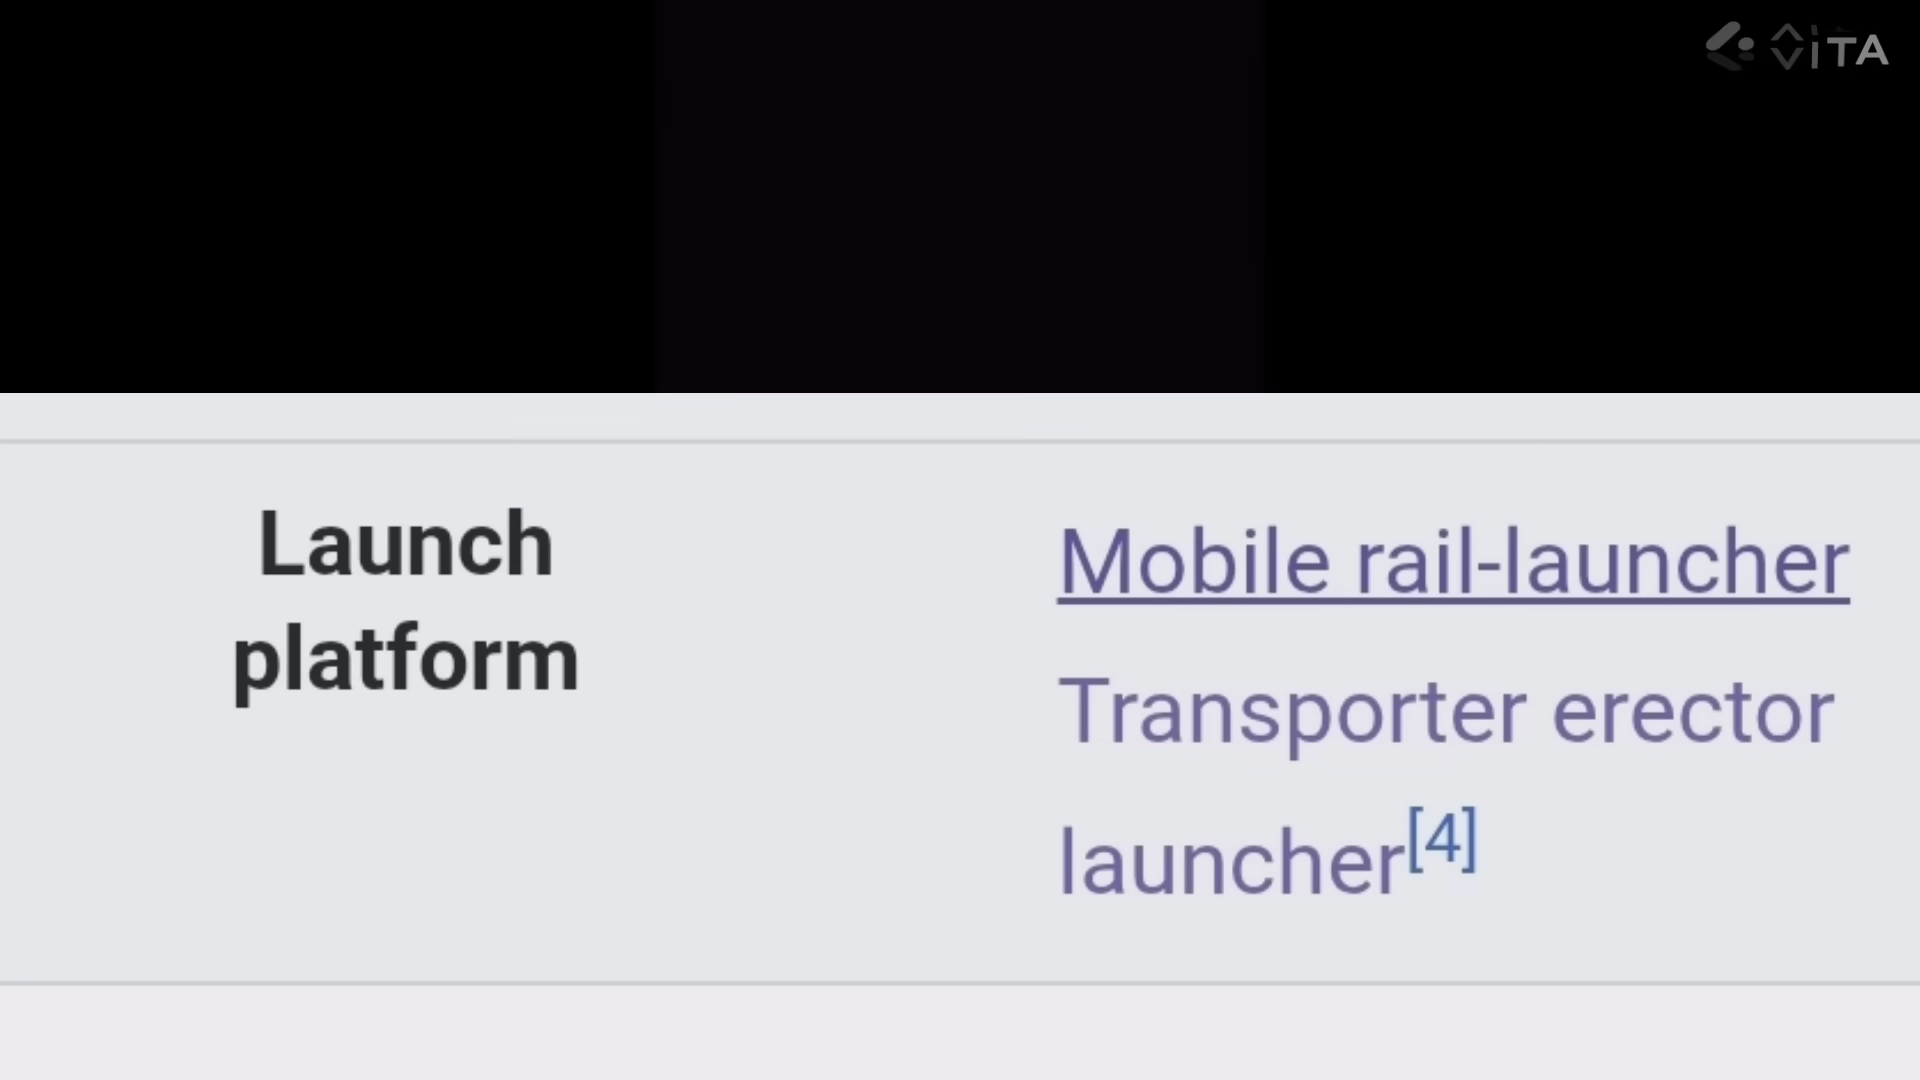 ViTA
Launch
platform
Mobile rail-launcher
Transporter erector
launcher[4]